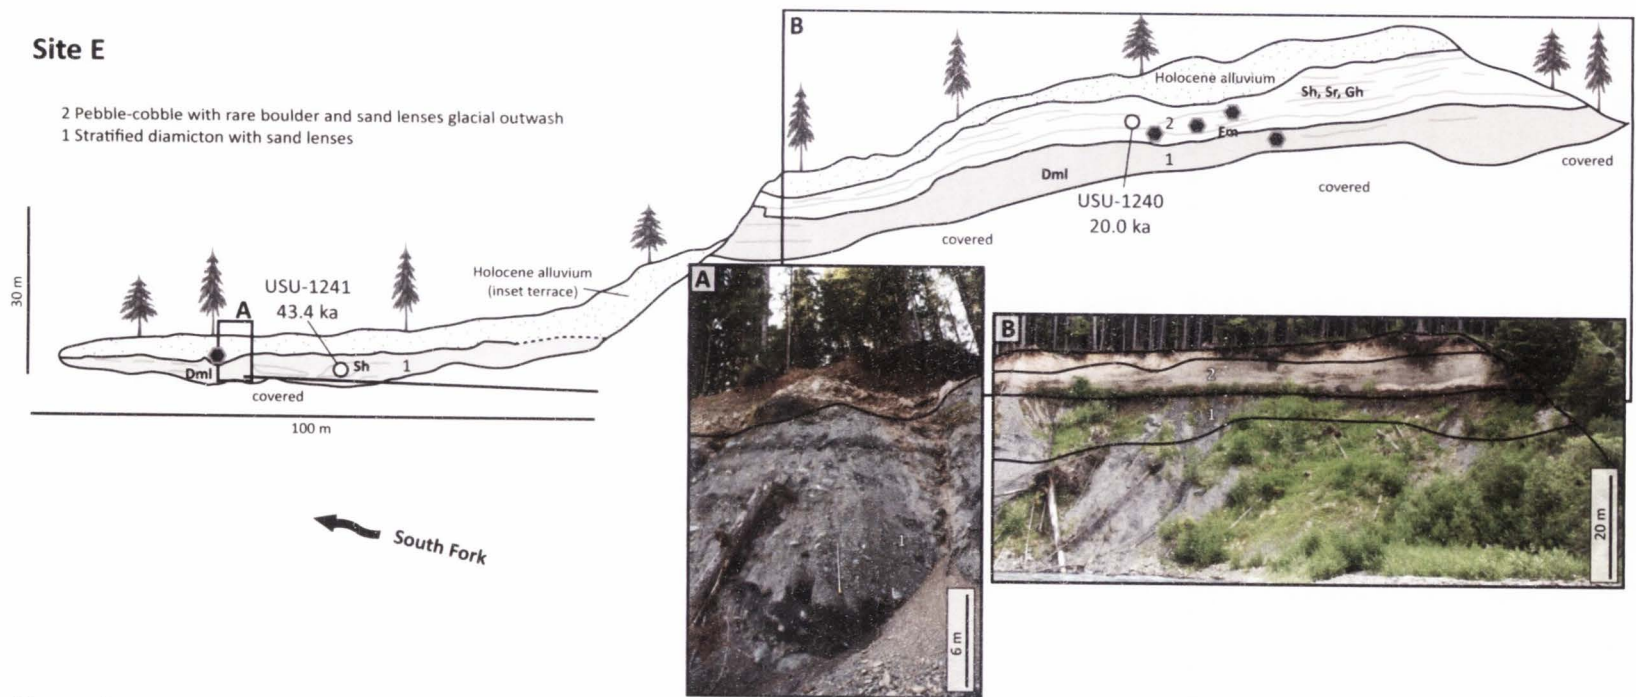 Site E
2 Pebble-cobble with rare boulder and sand lenses glacial outwash
1 Stratified diamicton with sand lenses
B
Holocene alluvium
Sh, Sr, Gh
2
Fm
1
Dml
USU-1240
20.0 ka
covered
covered
covered
30 m
Holocene alluvium
(inset terrace)
USU-1241
43.4 ka
A
Dml
Sh
1
covered
100 m
South Fork
A
1
6 m
B
2
1
20 m